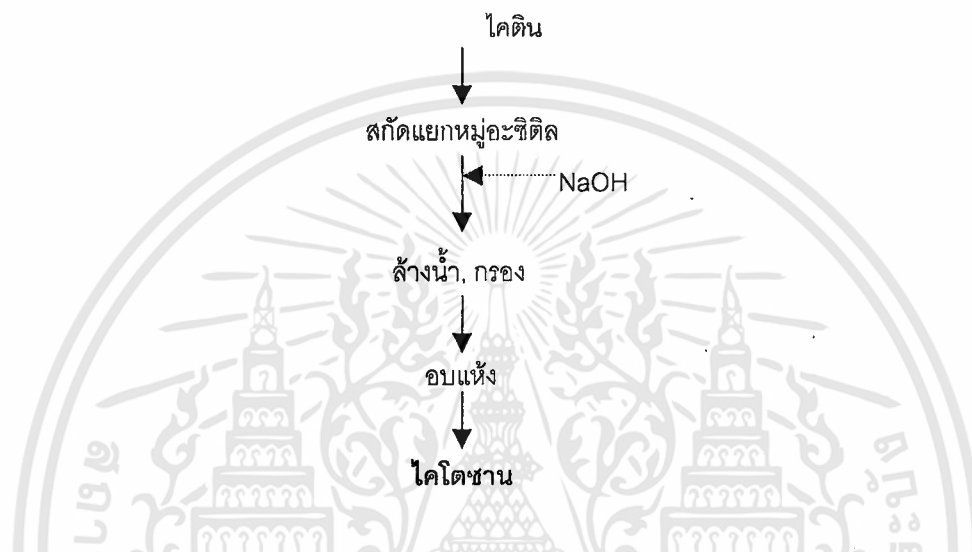 ไคติน
สกัดแยกหมู่อะซิติล
NaOH
ล้างน้ำ, กรอง
อบแห้ง
ไคโตซาน